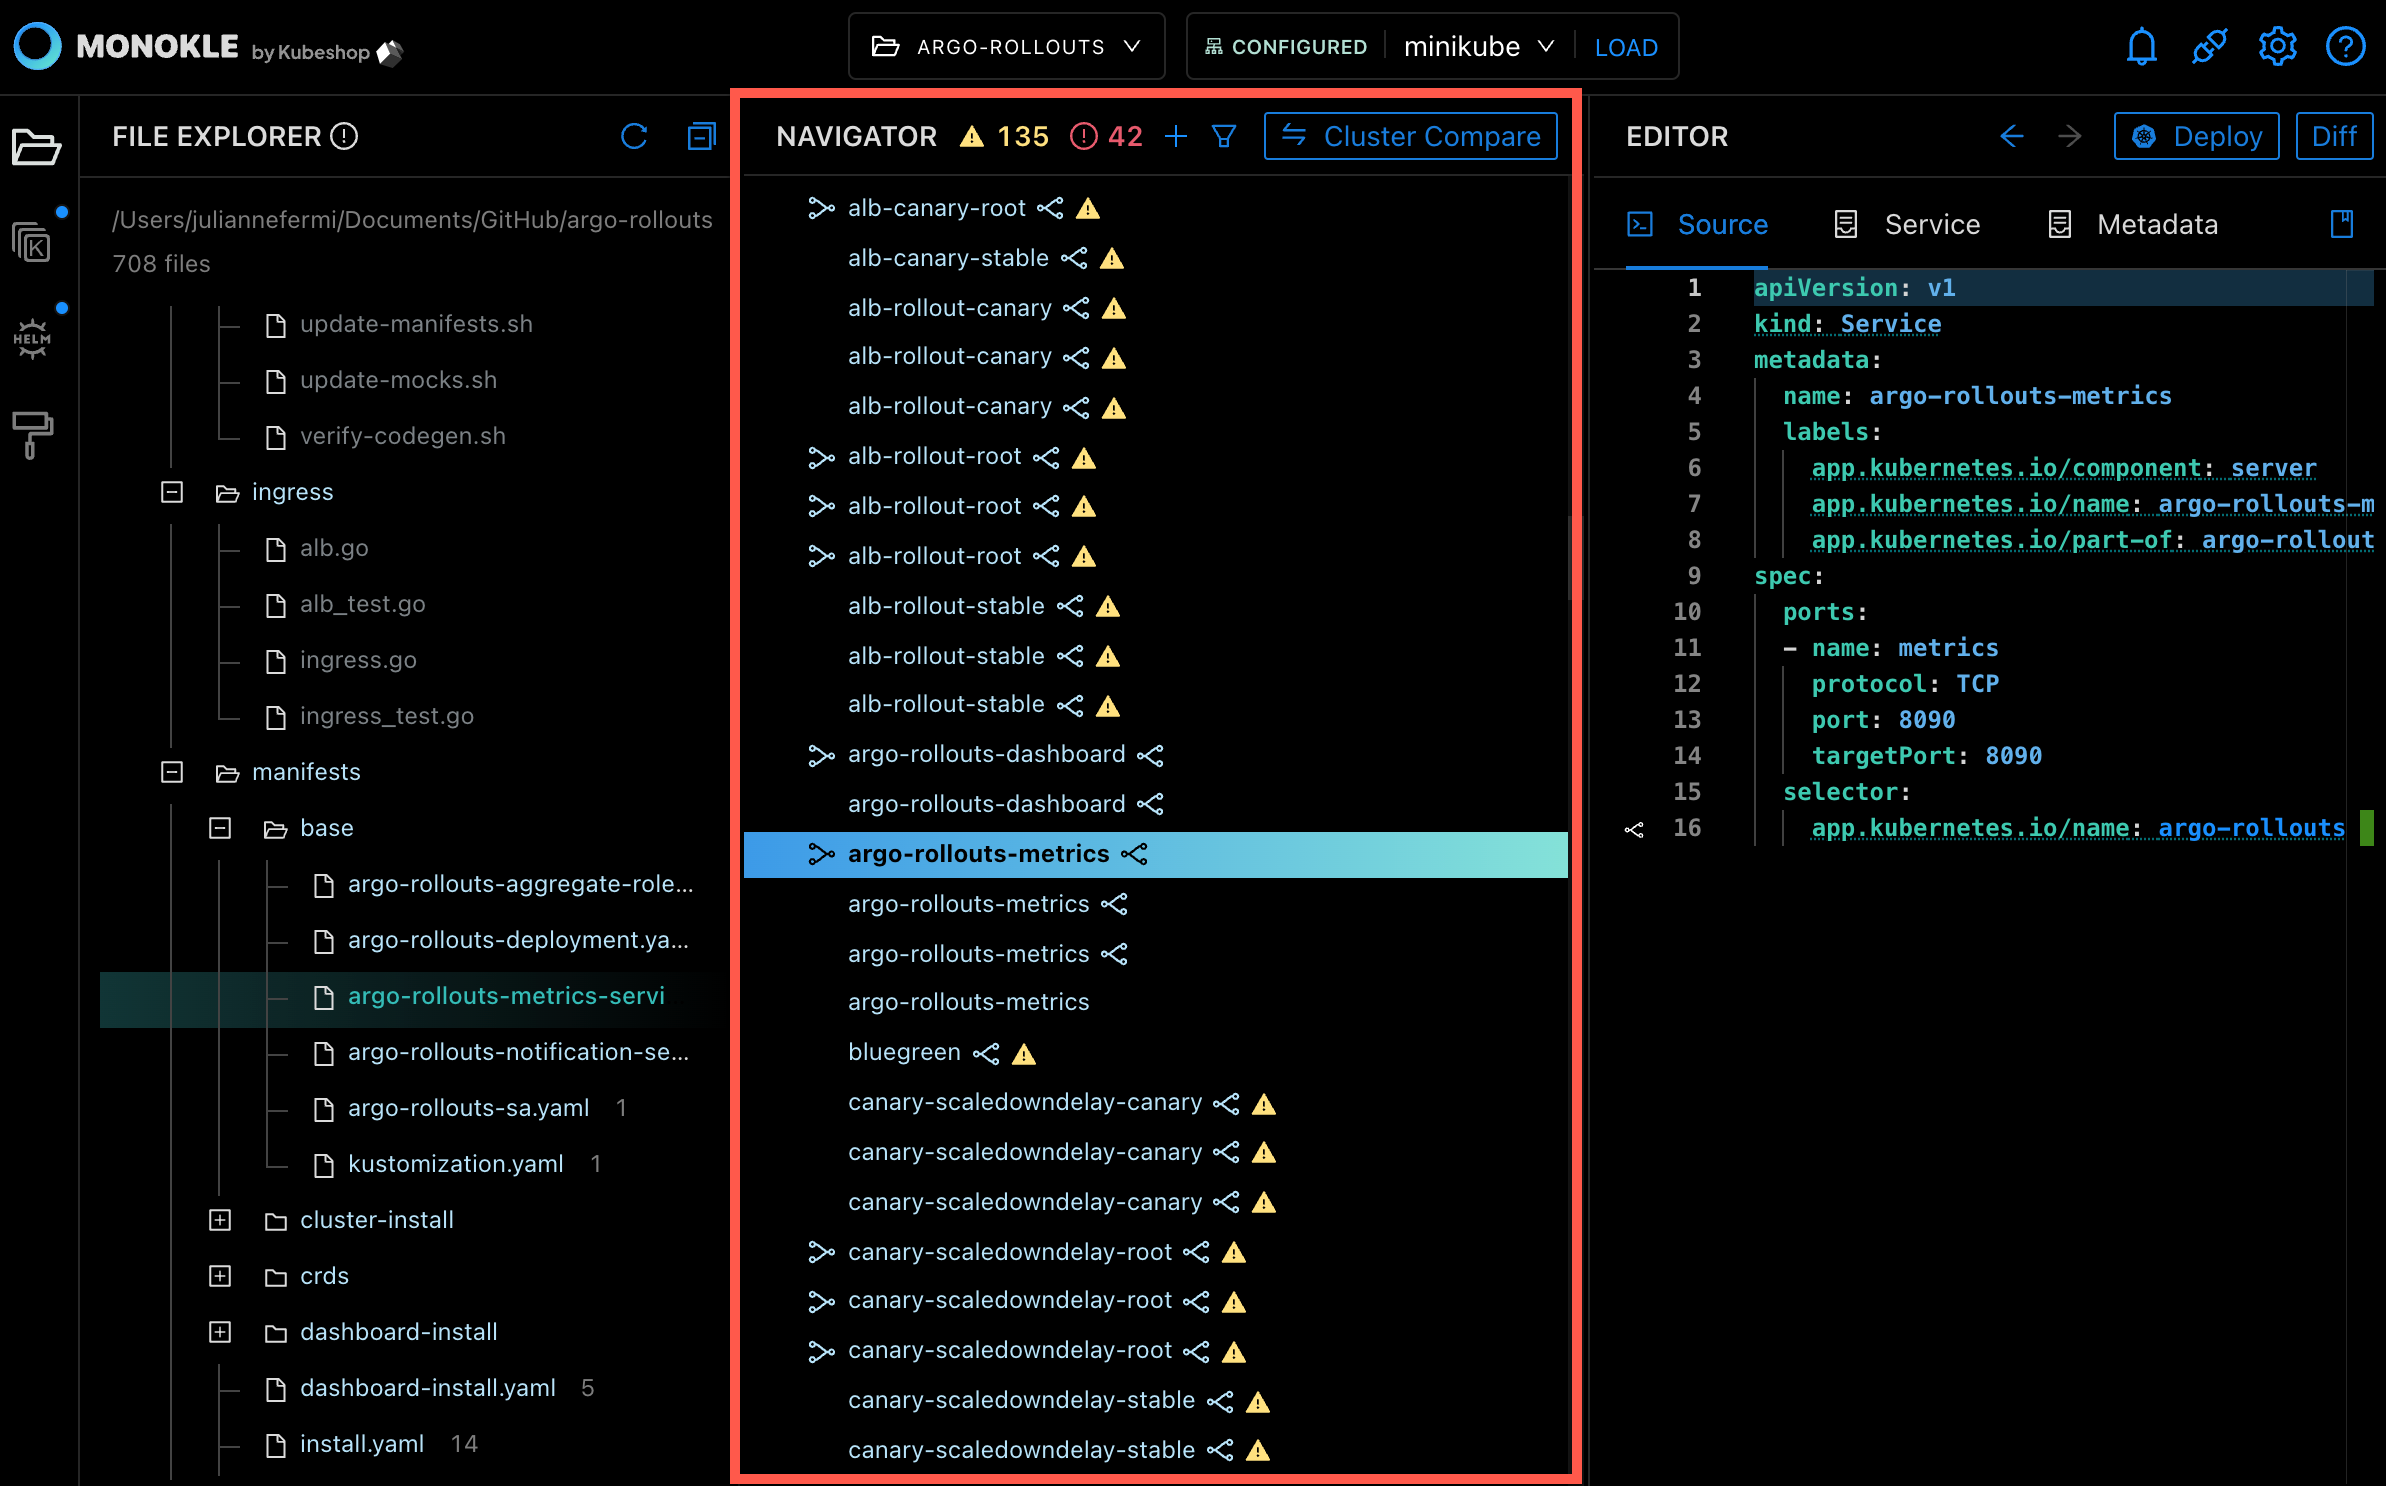 MONOKLE by Kubeshop
ARGO-ROLLOUTS
CONFIGURED minikube LOAD
FILE EXPLORER
/Users/juliannefermi/Documents/GitHub/argo-rollouts
708 files
update-manifests.sh
update-mocks.sh
verify-codegen.sh
ingress
alb.go
alb_test.go
ingress.go
ingress_test.go
manifests
base
argo-rollouts-aggregate-role...
argo-rollouts-deployment.ya...
argo-rollouts-metrics-servi
argo-rollouts-notification-se...
argo-rollouts-sa.yaml 1
kustomization.yaml 1
cluster-install
crds
dashboard-install
dashboard-install.yaml 5
install.yaml 14
K
HELM
NAVIGATOR 135 42 Cluster Compare
alb-canary-root
alb-canary-stable
alb-rollout-canary
alb-rollout-canary
alb-rollout-canary
alb-rollout-root
alb-rollout-root
alb-rollout-root
alb-rollout-stable
alb-rollout-stable
alb-rollout-stable
argo-rollouts-dashboard
argo-rollouts-dashboard
argo-rollouts-metrics
argo-rollouts-metrics
argo-rollouts-metrics
argo-rollouts-metrics
bluegreen
canary-scaledowndelay-canary
canary-scaledowndelay-canary
canary-scaledowndelay-canary
canary-scaledowndelay-root
canary-scaledowndelay-root
canary-scaledowndelay-root
canary-scaledowndelay-stable
canary-scaledowndelay-stable
EDITOR Deploy Diff
Source Service Metadata
1 apiVersion: v1
2 kind: Service
3 metadata:
4 name: argo-rollouts-metrics
5 labels:
6 app.kubernetes.io/component: server
7 app.kubernetes.io/name: argo-rollouts-m
8 app.kubernetes.io/part-of: argo-rollout
9 spec:
10 ports:
11 - name: metrics
12 protocol: TCP
13 port: 8090
14 targetPort: 8090
15 selector:
16 app.kubernetes.io/name: argo-rollouts